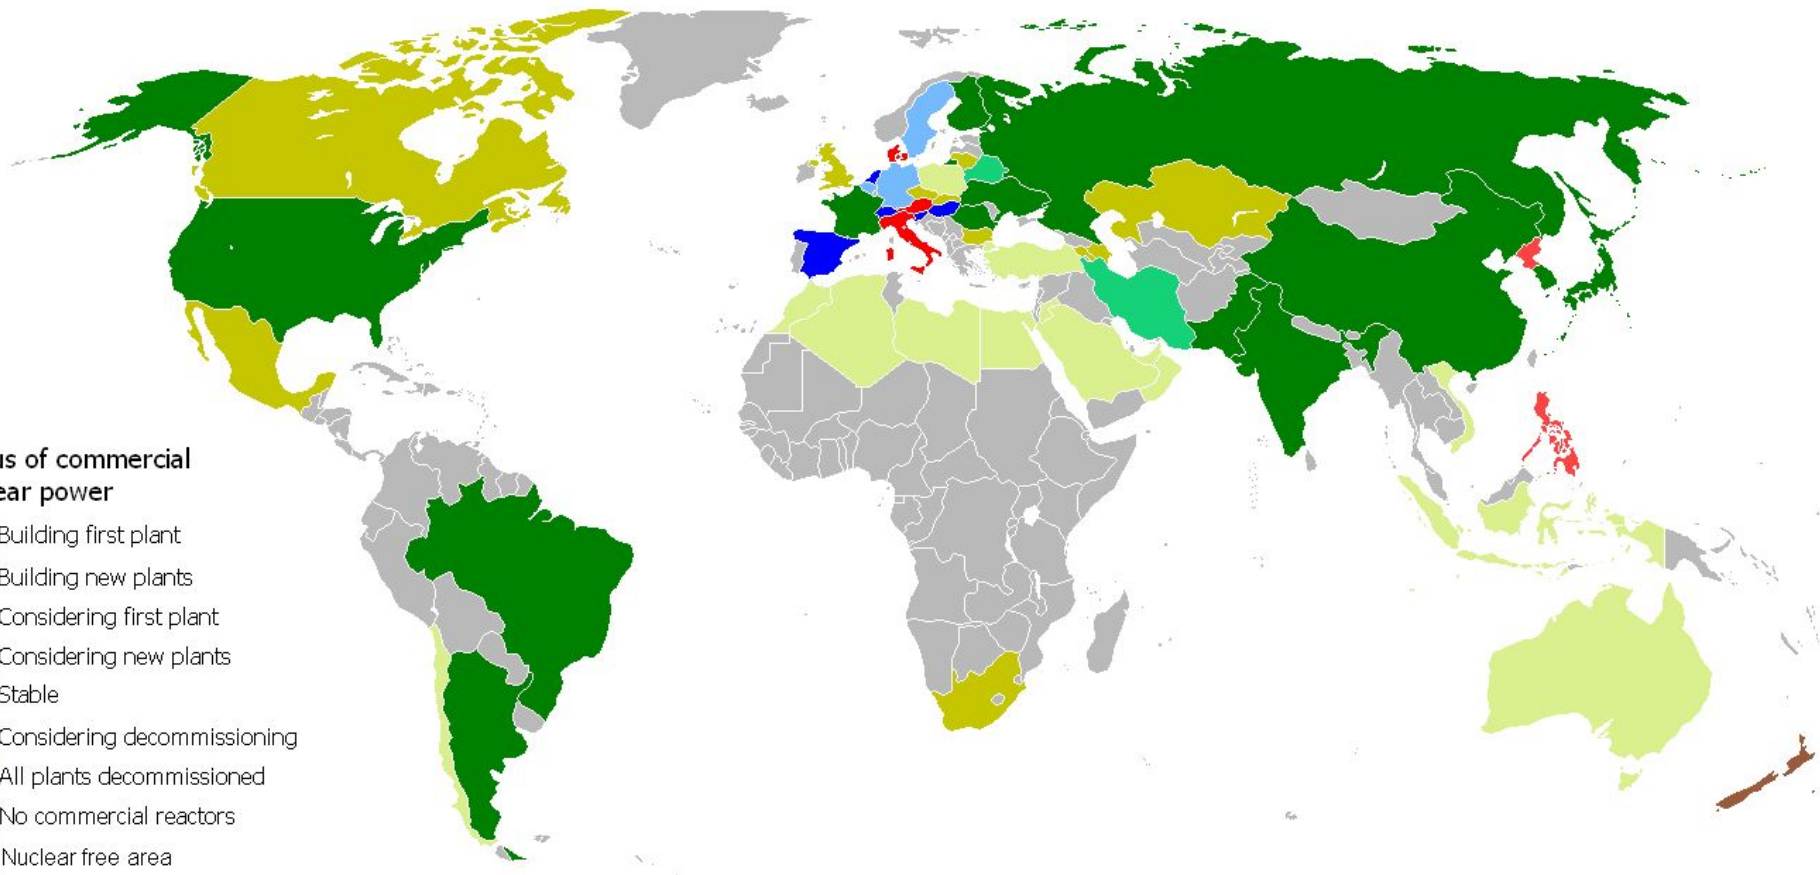 us of commercial
ear power
Building first plant
Building new plants
Considering first plant
Considering new plants
Stable
Considering decommissioning
All plants decommissioned
No commercial reactors
Nuclear free area